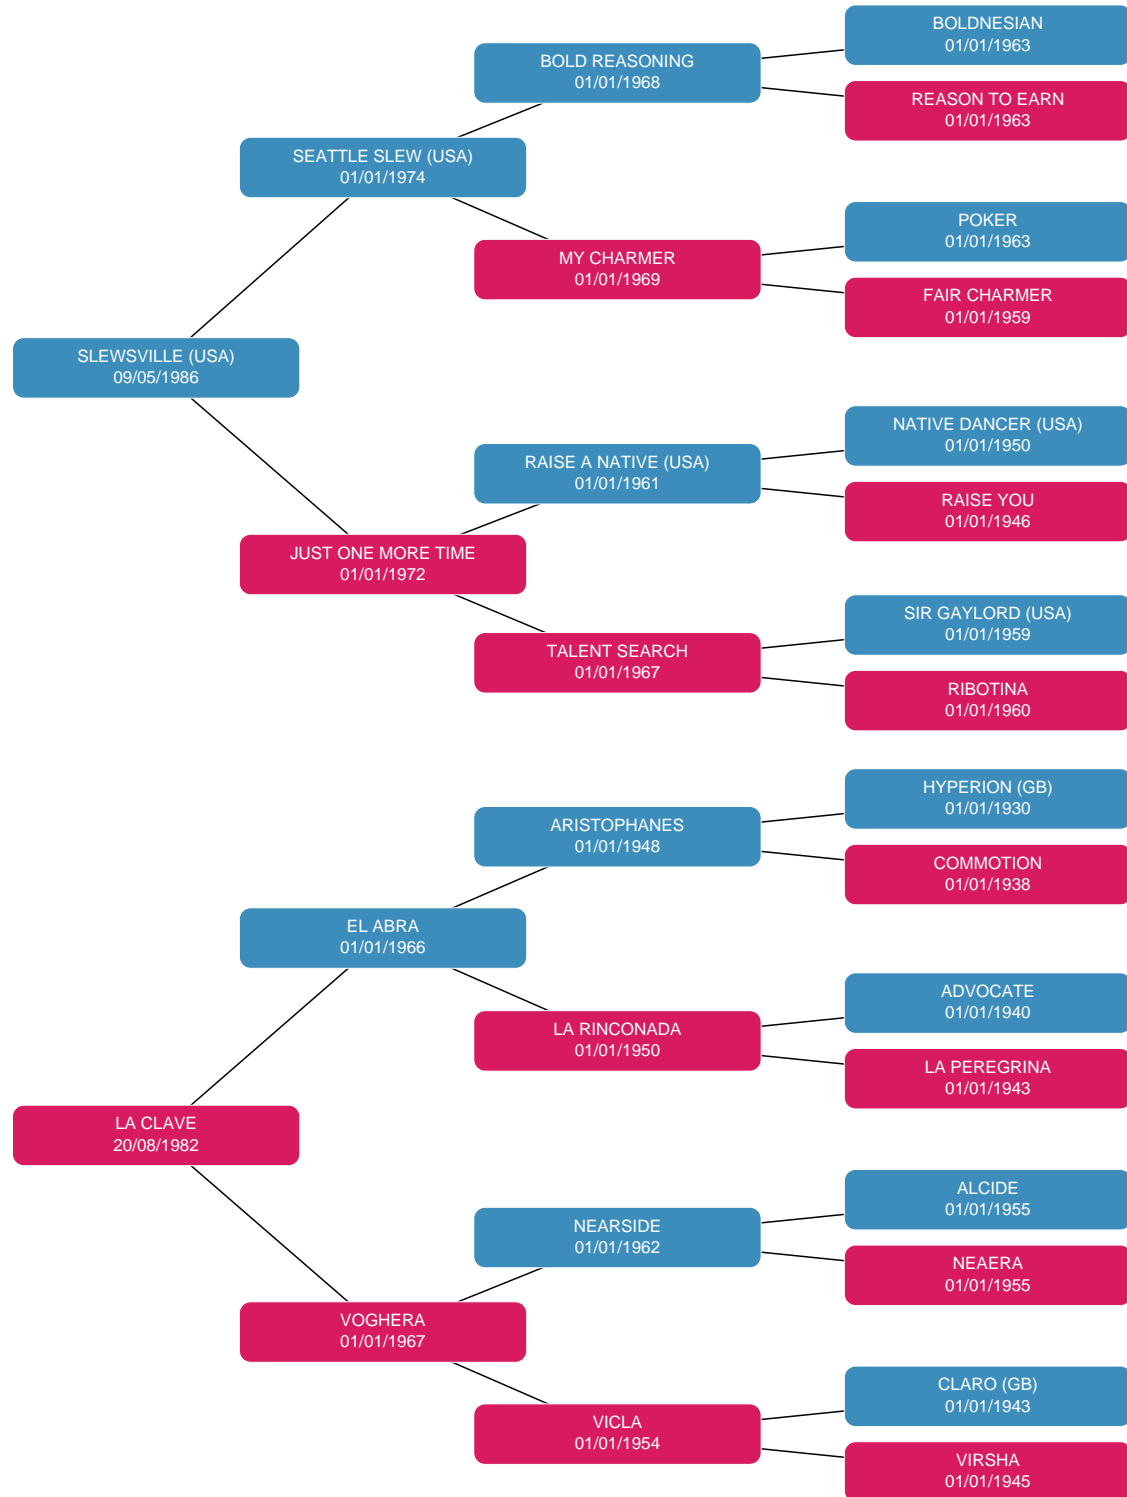 BOLDNESIAN
01/01/1963
BOLD REASONING
01/01/1968
REASON TO EARN
01/01/1963
SEATTLE SLEW (USA)
01/01/1974
POKER
01/01/1963
MY CHARMER
01/01/1969
FAIR CHARMER
01/01/1959
SLEWSVILLE (USA)
09/05/1986
NATIVE DANCER (USA)
01/01/1950
RAISE A NATIVE (USA)
01/01/1961
RAISE YOU
01/01/1946
JUST ONE MORE TIME
01/01/1972
SIR GAYLORD (USA)
01/01/1959
TALENT SEARCH
01/01/1967
RIBOTINA
01/01/1960
HYPERION (GB)
01/01/1930
ARISTOPHANES
01/01/1948
COMMOTION
01/01/1938
EL ABRA
01/01/1966
ADVOCATE
01/01/1940
LA RINCONADA
01/01/1950
LA PEREGRINA
01/01/1943
LA CLAVE
20/08/1982
ALCIDE
01/01/1955
NEARSIDE
01/01/1962
NEAERA
01/01/1955
VOGHERA
01/01/1967
CLARO (GB)
01/01/1943
VICLA
01/01/1954
VIRSHA
01/01/1945